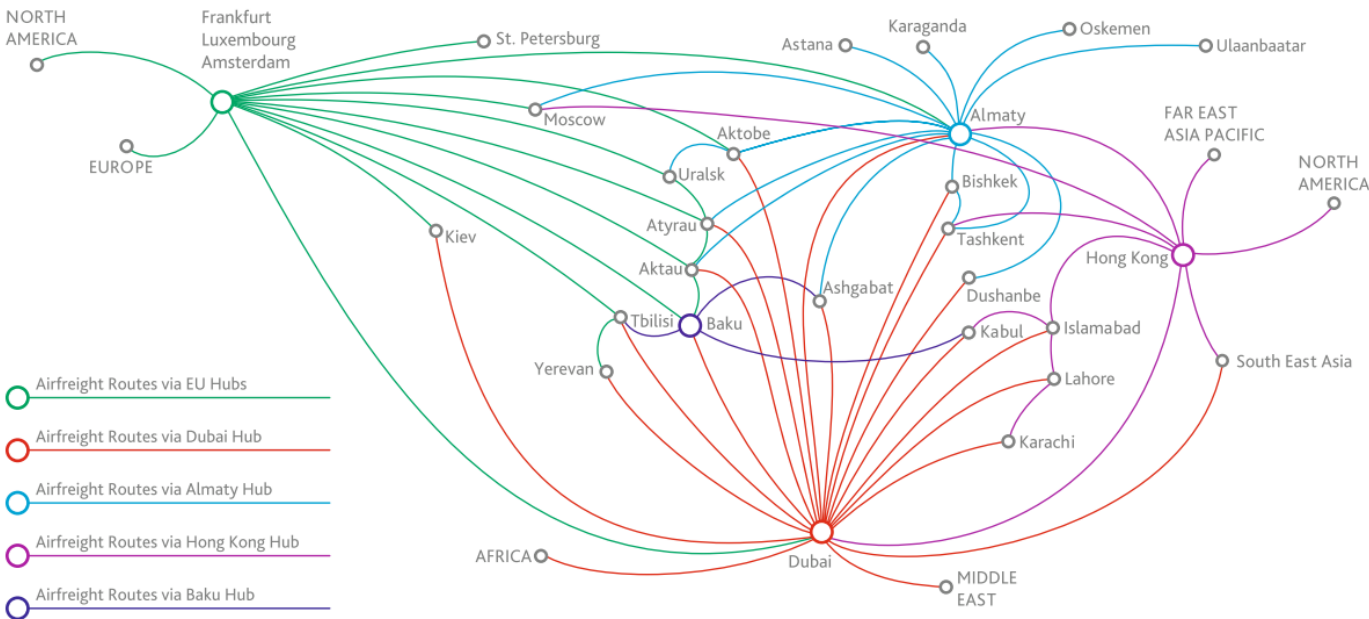 NORTH
AMERICA
Frankfurt
Luxembourg
Amsterdam
St. Petersburg
Astana
Karaganda
Oskemen
Ulaanbaatar
Moscow
Aktobe
Almaty
FAR EAST
ASIA PACIFIC
EUROPE
Uralsk
Bishkek
NORTH
AMERICA
Kiev
Atyrau
Tashkent
Hong Kong
Aktau
Ashgabat
Dushanbe
Tbilisi
Baku
Kabul
Islamabad
Yerevan
Lahore
South East Asia
Airfreight Routes via EU Hubs
Karachi
Airfreight Routes via Dubai Hub
Airfreight Routes via Almaty Hub
Airfreight Routes via Hong Kong Hub
AFRICA
Dubai
MIDDLE
EAST
Airfreight Routes via Baku Hub